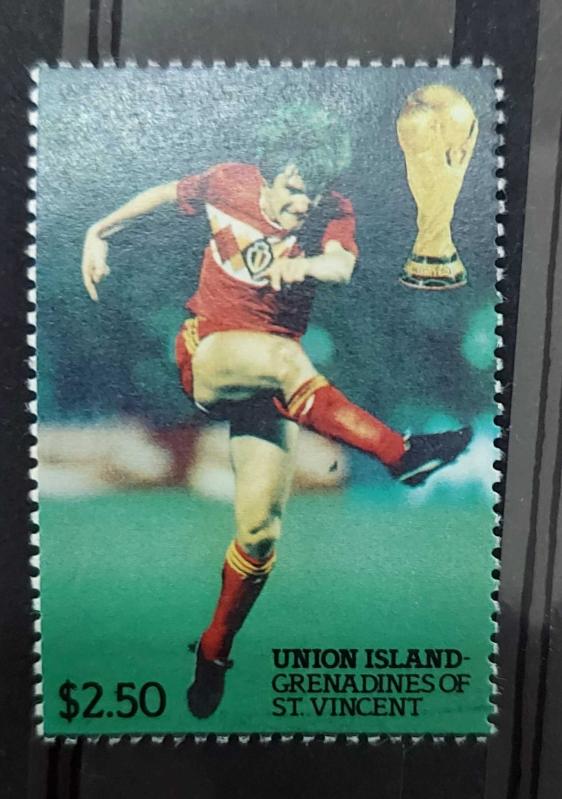 UNION ISLAND-
GRENADINES OF
ST. VINCENT
$2.50